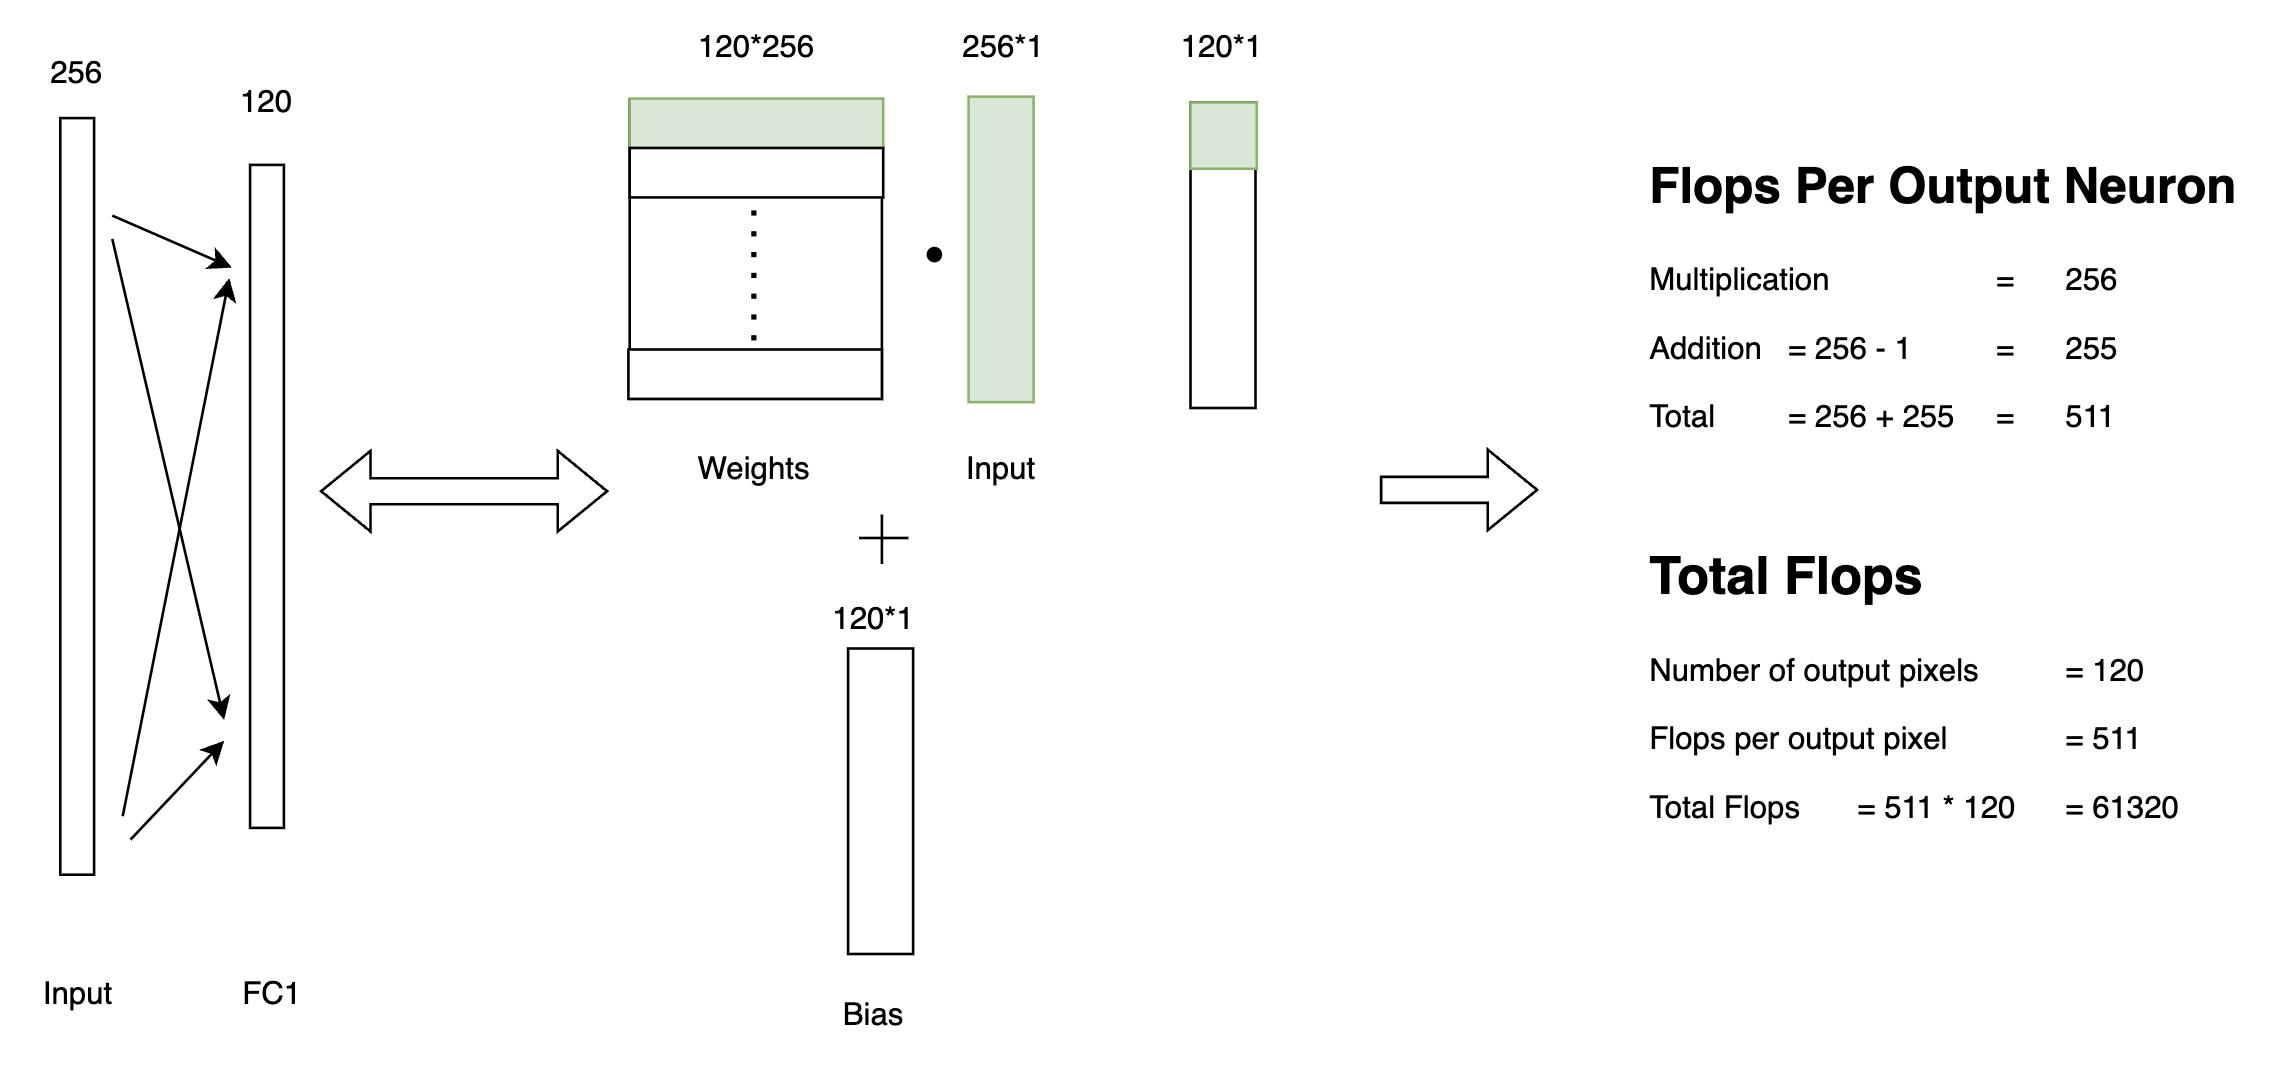 256
120
120*256
256*1
120*1
Weights
Input
120*1
Bias
Input
FC1
Flops Per Output Neuron
Multiplication = 256
Addition = 256 - 1 = 255
Total = 256 + 255 = 511
Total Flops
Number of output pixels = 120
Flops per output pixel = 511
Total Flops = 511 * 120 = 61320